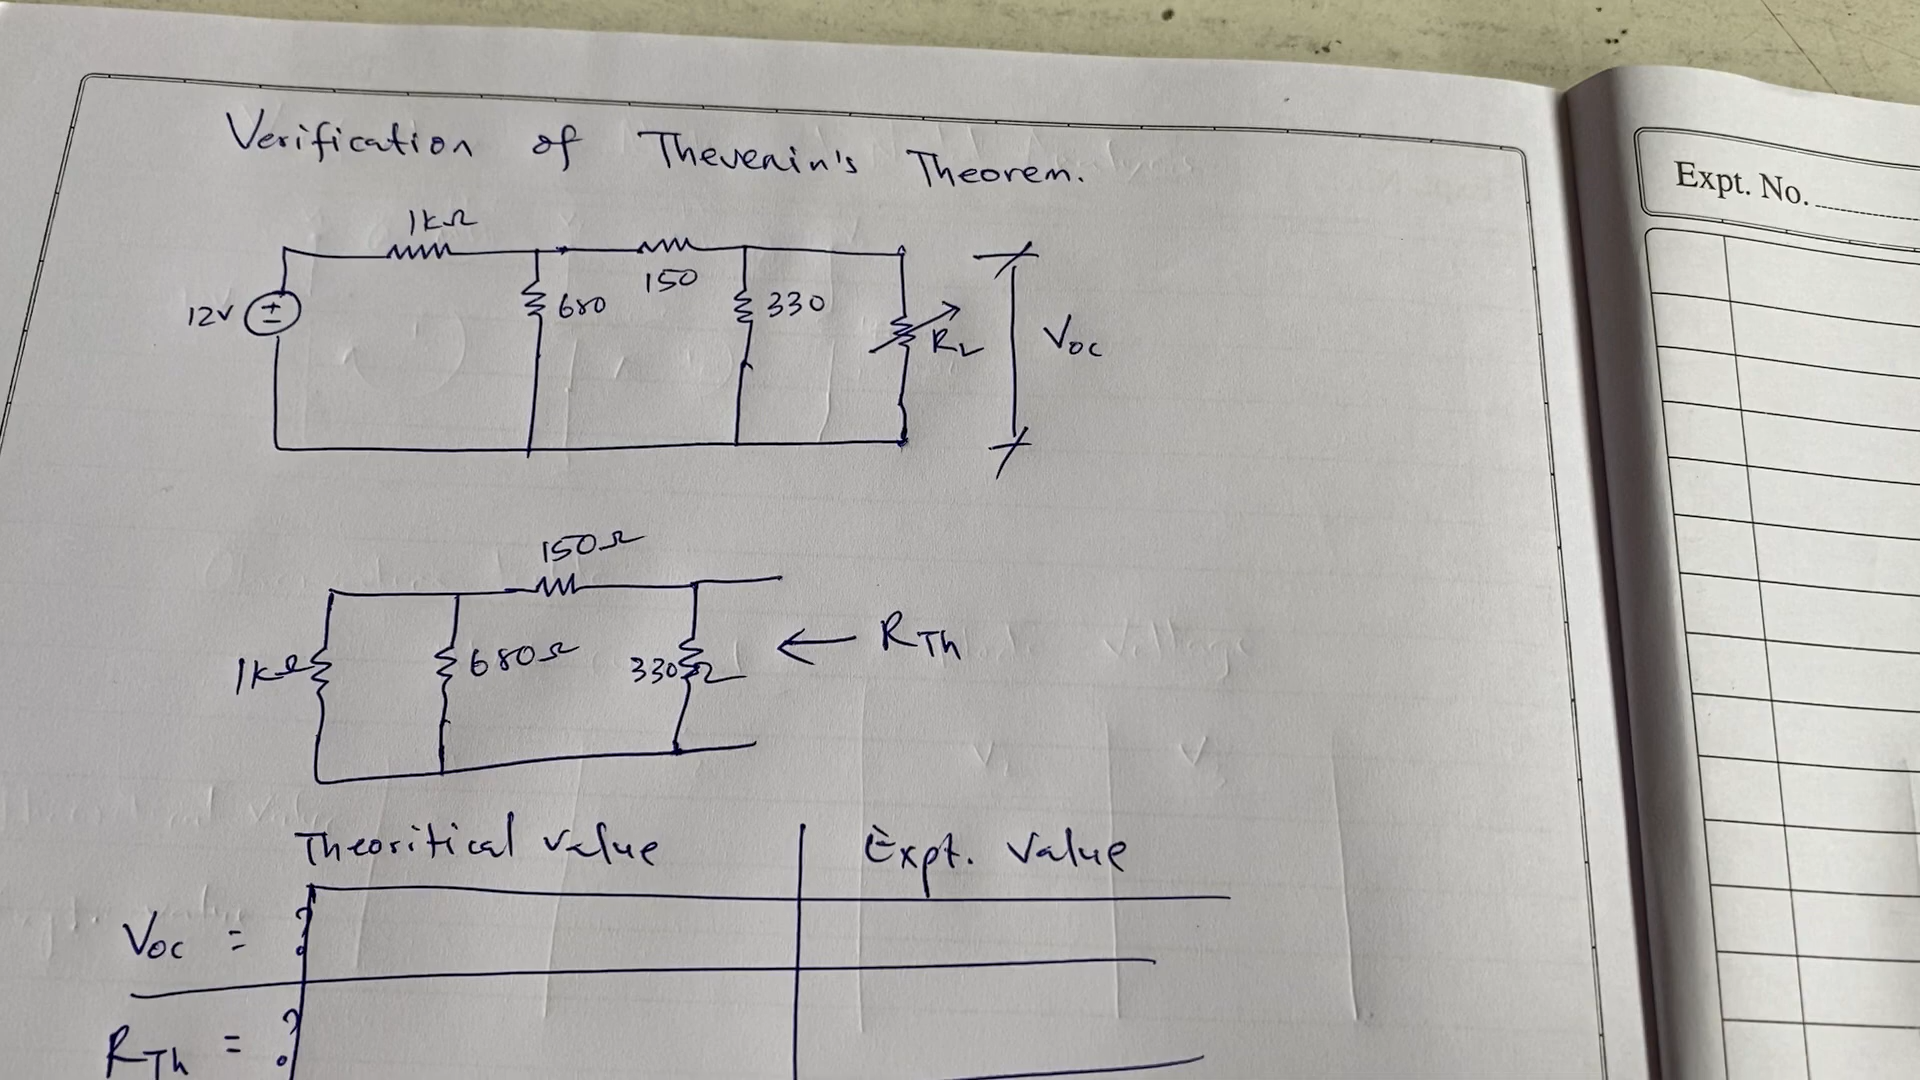 Verification of Thevenin's Theorem.
1kΩ
12V
±
680
150
330
RL
Voc
150Ω
1kΩ
680Ω
330Ω
← RTh
Theoritical value
Expt. Value
Voc = ?
RTh = ?
Expt. No.